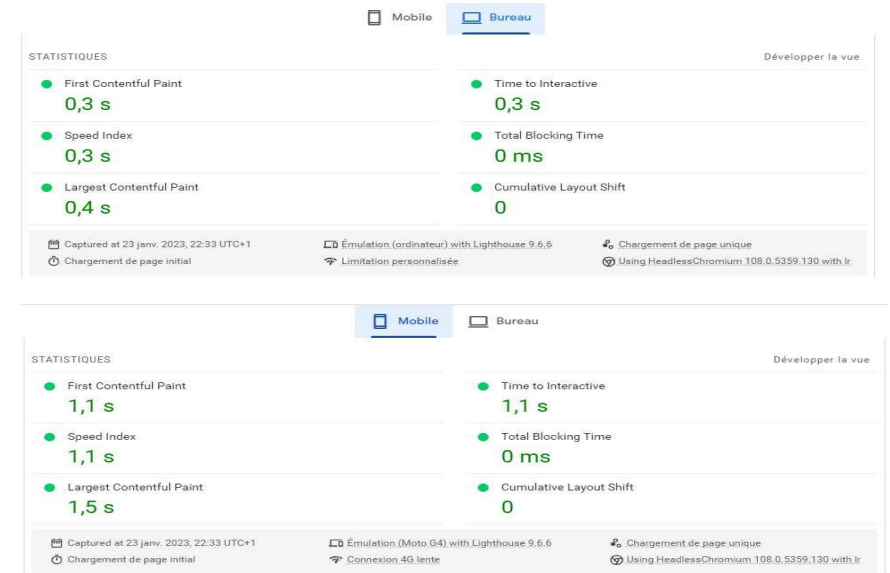 Mobile Bureau
STATISTIQUES Développer la vue
First Contentful Paint Time to Interactive
0,3 s 0,3 s
Speed Index Total Blocking Time
0,3 s 0 ms
Largest Contentful Paint Cumulative Layout Shift
0,4 s 0
Captured at 23 janv. 2023, 22:33 UTC+1 Émulation (ordinateur) with Lighthouse 9.6.6 Chargement de page unique
Chargement de page initial Limitation personnalisée Using HeadlessChromium 108.0.5359.130 with lr
Mobile Bureau
STATISTIQUES Développer la vue
First Contentful Paint Time to Interactive
1,1 s 1,1 s
Speed Index Total Blocking Time
1,1 s 0 ms
Largest Contentful Paint Cumulative Layout Shift
1,5 s 0
Captured at 23 janv. 2023, 22:33 UTC+1 Émulation (Moto G4) with Lighthouse 9.6.6 Chargement de page unique
Chargement de page initial Connexion 4G lente Using HeadlessChromium 108.0.5359.130 with lr